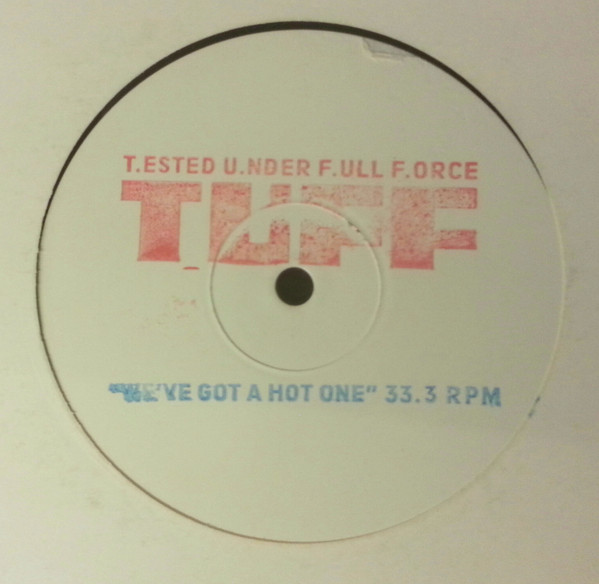 T.ESTED U.NDER F.ULL F.ORCE
TUFF
"WE'VE GOT A HOT ONE" 33.3 RPM